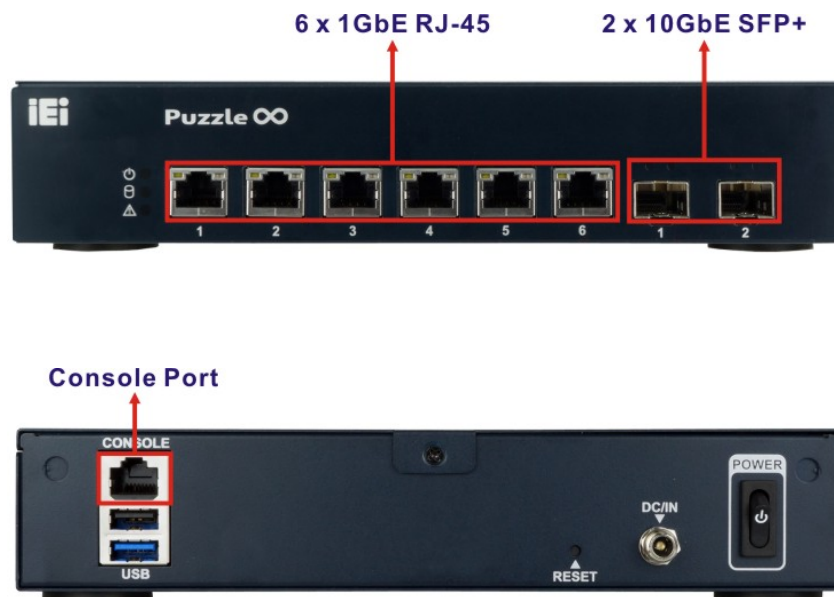 6 x 1GbE RJ-45
2 x 10GbE SFP+
iEi
Puzzle
1 2 3 4 5 6 1 2
Console Port
CONSOLE
USB
RESET
DC/IN
POWER